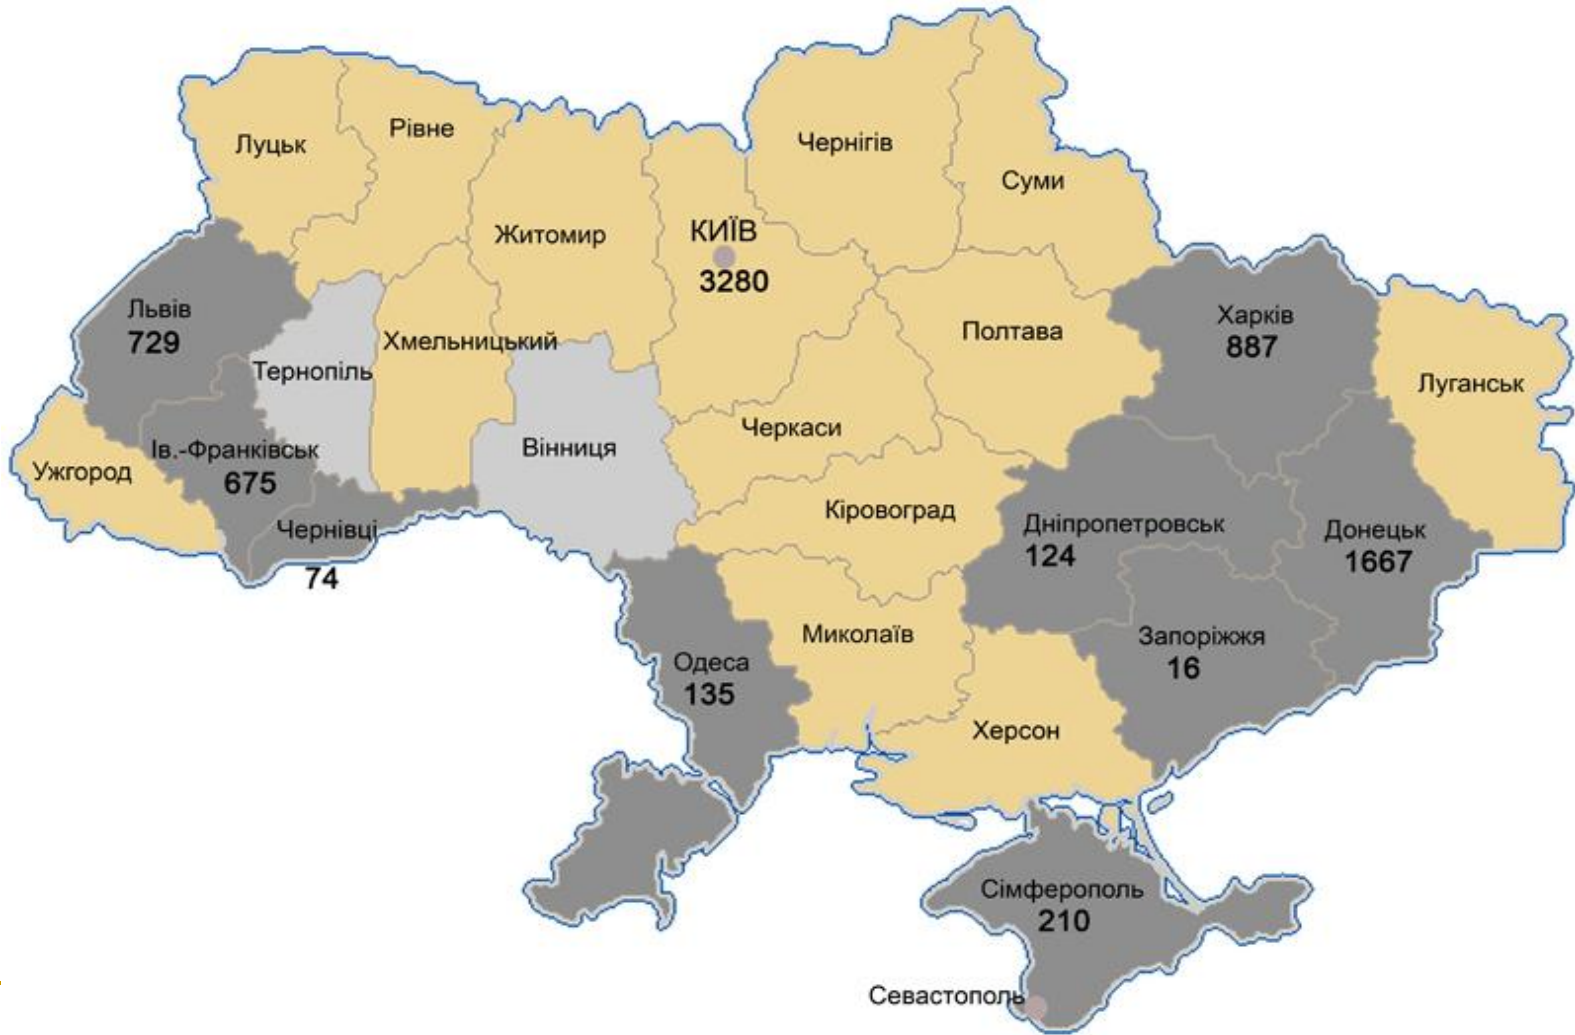 Луцьк
Рівне
Чернігів
Суми
Житомир
КИЇВ
3280
Львів
729
Тернопіль
Хмельницький
Полтава
Харків
887
Луганськ
Ів.-Франківськ
675
Ужгород
Вінниця
Черкаси
Чернівці
74
Кіровоград
Дніпропетровськ
124
Донецьк
1667
Одеса
135
Миколаїв
Запоріжжя
16
Херсон
Сімферополь
210
Севастополь